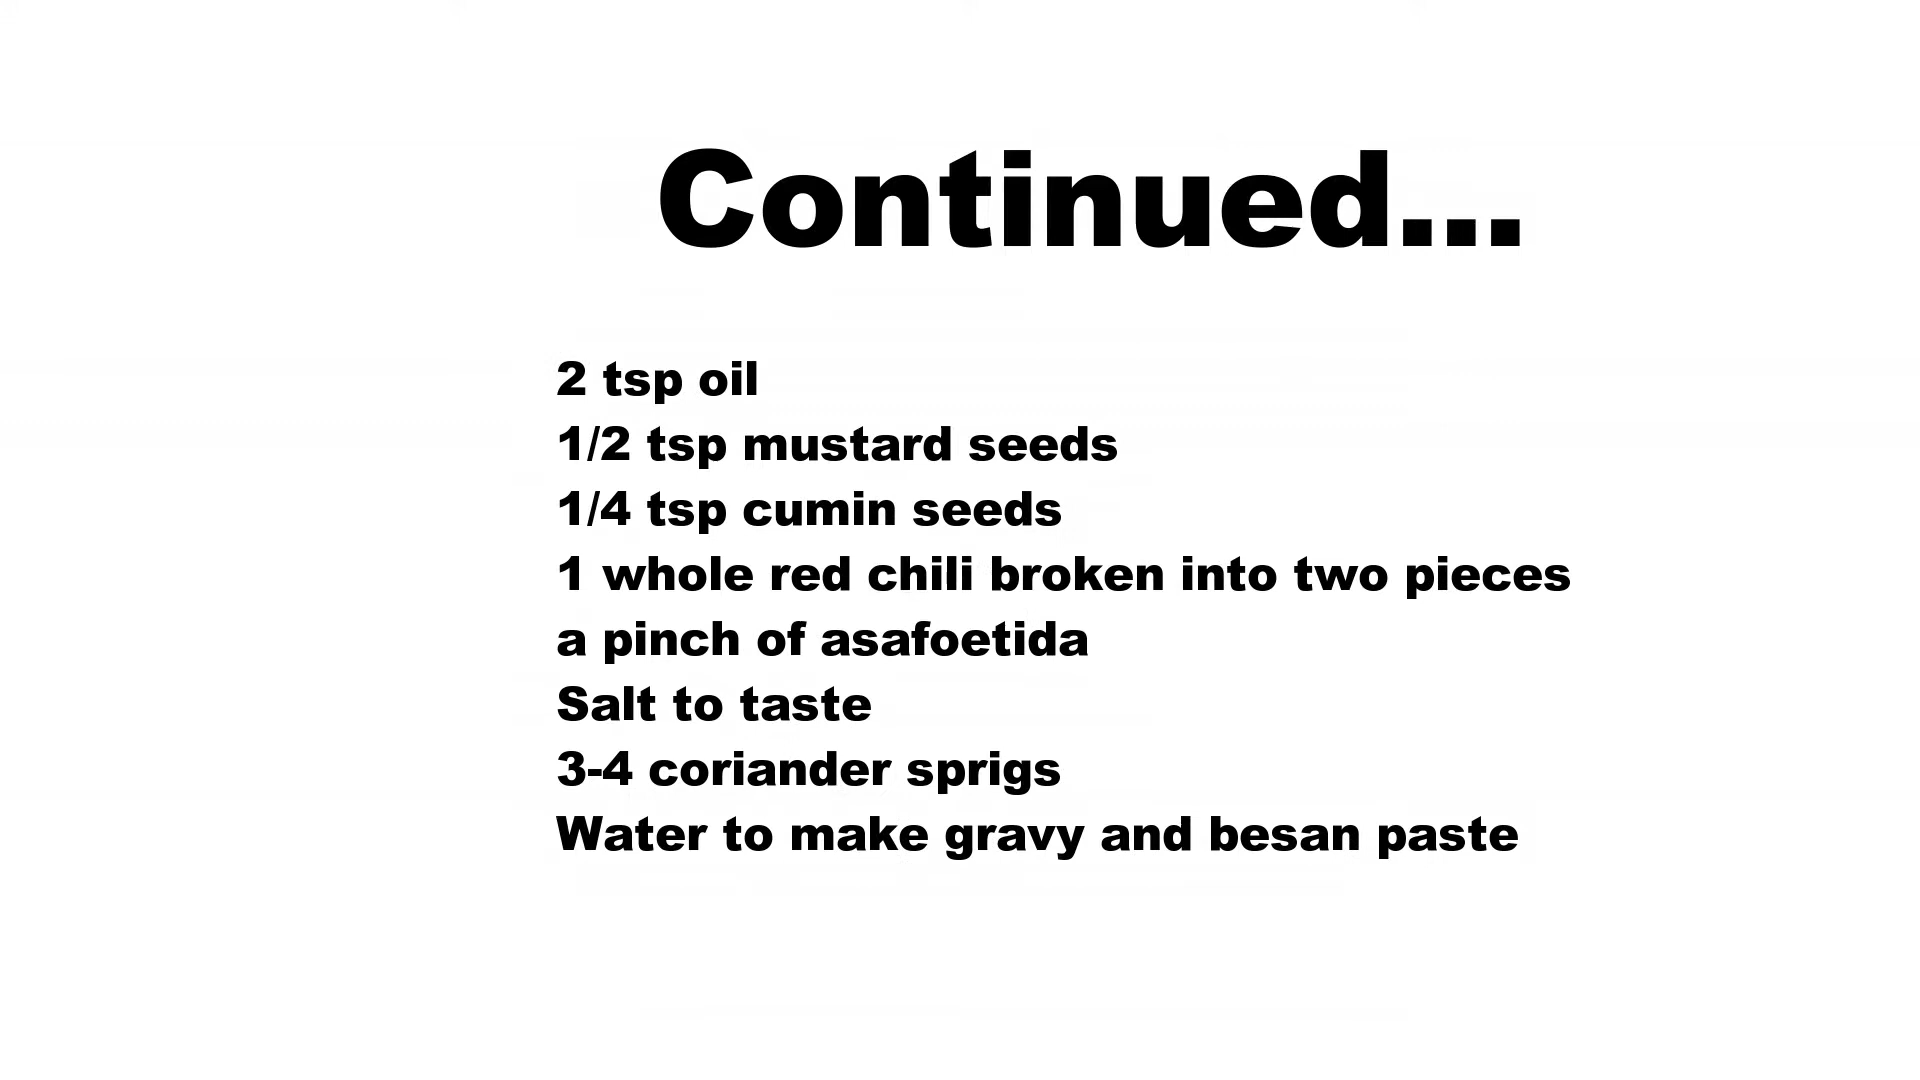 Continued...
2 tsp oil
1/2 tsp mustard seeds
1/4 tsp cumin seeds
1 whole red chili broken into two pieces
a pinch of asafoetida
Salt to taste
3-4 coriander sprigs
Water to make gravy and besan paste